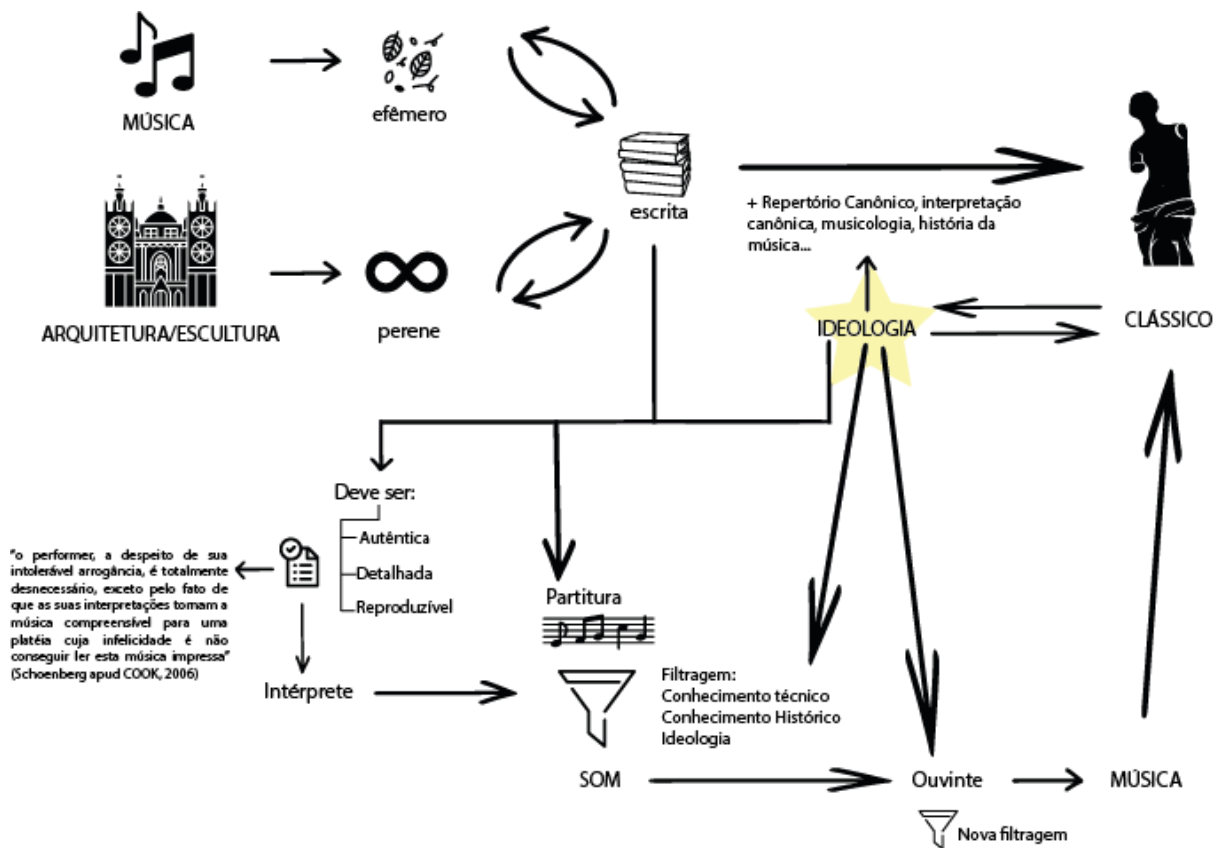 MÚSICA
efêmero
escrita
+ Repertório Canônico, interpretação
canônica, musicologia, história da
música...
ARQUITETURA/ESCULTURA
perene
IDEOLOGIA
CLÁSSICO
Deve ser:
Autêntica
Detalhada
Reproduzível
"o performer, a despeito de sua
intolerável arrogância, é totalmente
desnecessário, exceto pelo fato de
que as suas interpretações tornam a
música compreensível para uma
platéia cuja infelicidade é não
conseguir ler esta música impressa"
(Schoenberg apud COOK, 2006)
Intérprete
Partitura
Filtragem:
Conhecimento técnico
Conhecimento Histórico
Ideologia
SOM
Ouvinte
MÚSICA
Nova filtragem